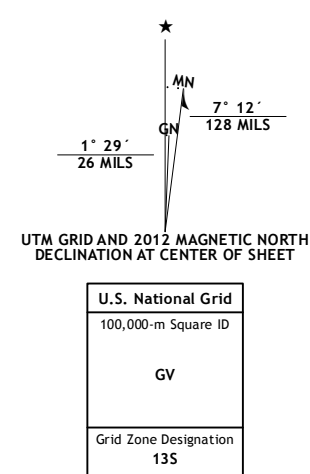 ★
MN
7° 12´
128 MILS
GN
1° 29´
26 MILS
UTM GRID AND 2012 MAGNETIC NORTH
DECLINATION AT CENTER OF SHEET
U.S. National Grid
100,000-m Square ID
GV
Grid Zone Designation
13S